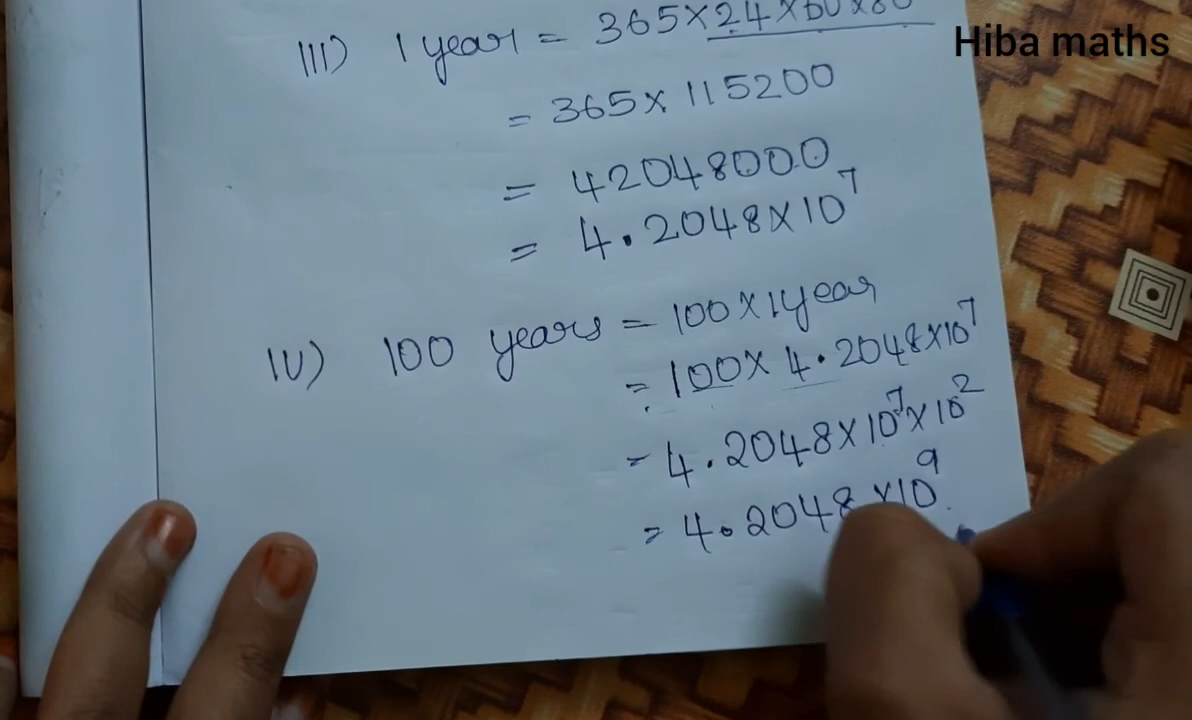 III) 1 year = 365×24×60×80
Hiba maths
= 365× 115200
= 42048000
= 4.2048×10⁷
IV) 100 years = 100×1year
= 100× 4.2048×10⁷
= 4.2048×10⁷×10²
= 4.2048×10⁹